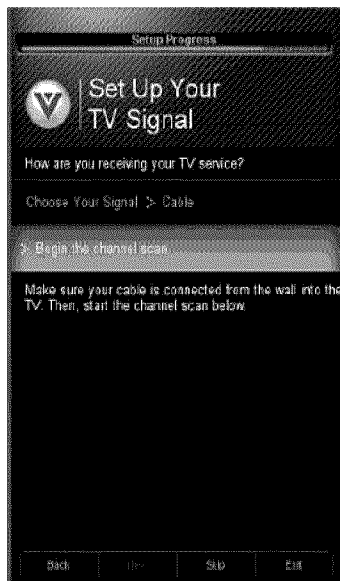 Setup Progress
V
Set Up Your
TV Signal
How are you receiving your TV service?
Choose Your Signal > Cable
> Begin the channel scan
Make sure your cable is connected from the wall into the
TV. Then, start the channel scan below.
Back Skip Exit